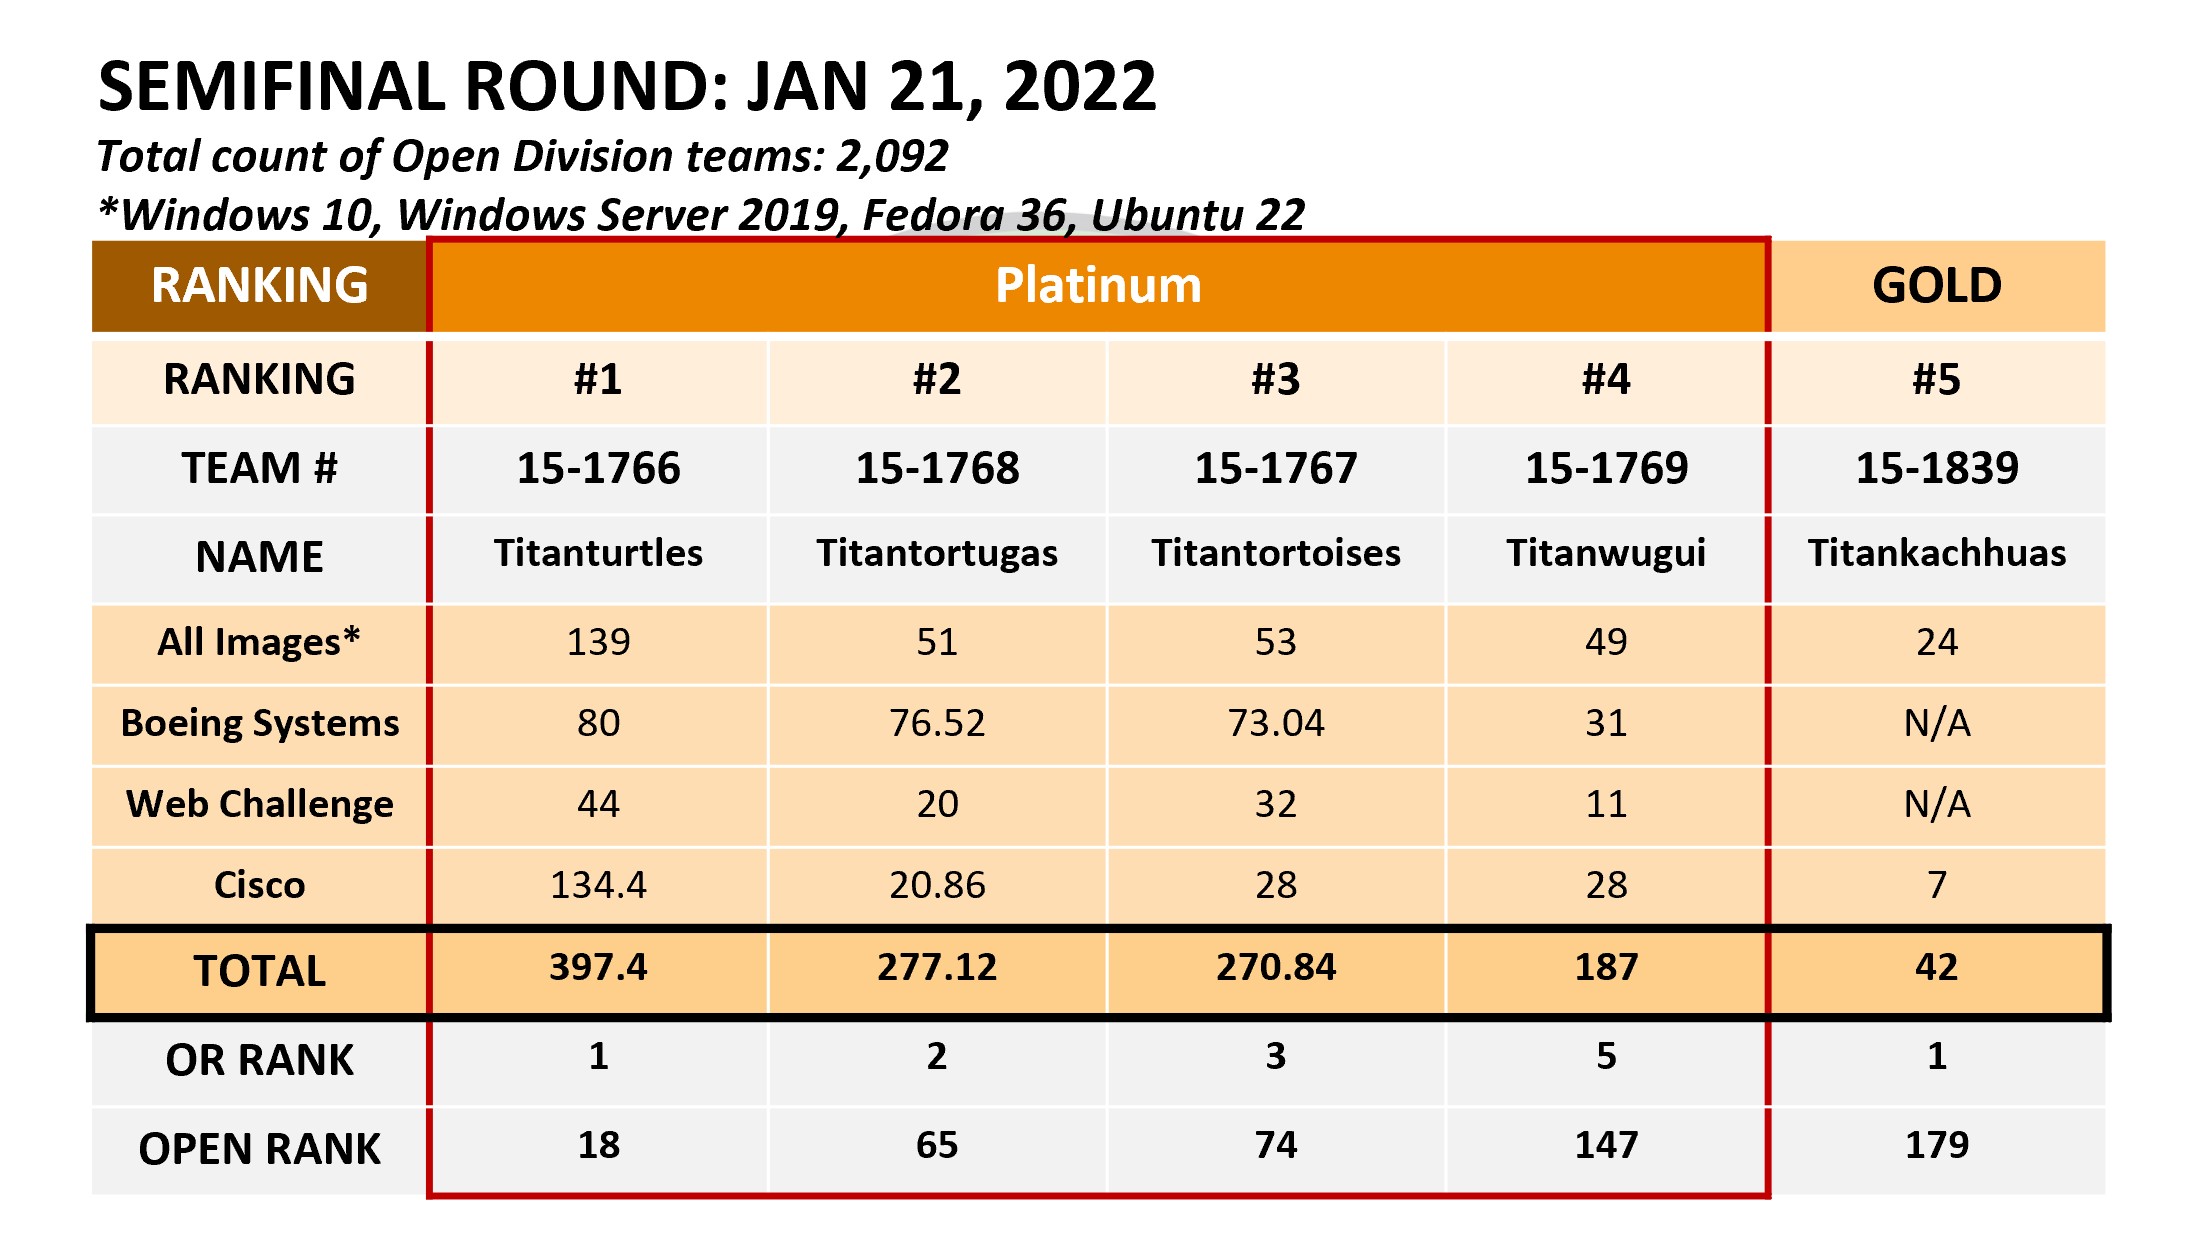 SEMIFINAL ROUND: JAN 21, 2022
Total count of Open Division teams: 2,092
*Windows 10, Windows Server 2019, Fedora 36, Ubuntu 22
RANKING Platinum GOLD
RANKING #1 #2 #3 #4 #5
TEAM # 15-1766 15-1768 15-1767 15-1769 15-1839
NAME Titanturtles Titantortugas Titantortoises Titanwugui Titankachhuas
All Images* 139 51 53 49 24
Boeing Systems 80 76.52 73.04 31 N/A
Web Challenge 44 20 32 11 N/A
Cisco 134.4 20.86 28 28 7
TOTAL 397.4 277.12 270.84 187 42
OR RANK 1 2 3 5 1
OPEN RANK 18 65 74 147 179